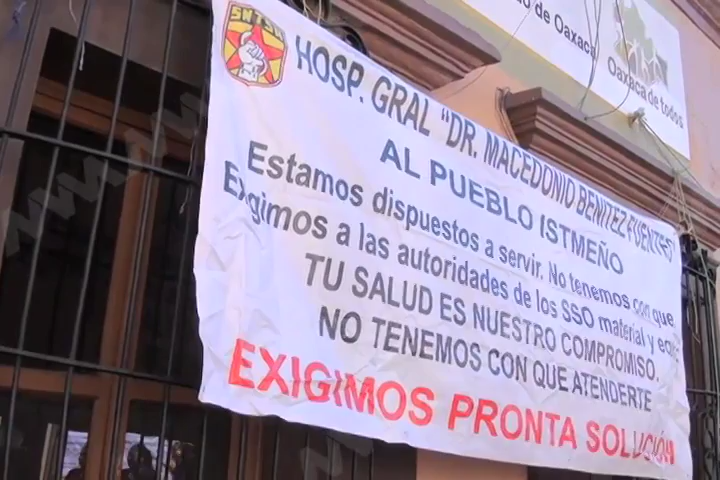 do de Oaxaca
Oaxaca de todos
SNTSA
HOSP. GRAL "DR. MACEDONIO BENITEZ FUENTES"
AL PUEBLO ISTMEÑO
Estamos dispuestos a servir. No tenemos con que
Exigimos a las autoridades de los SSO material y
TU SALUD ES NUESTRO COMPROMISO.
NO TENEMOS CON QUE ATENDERTE
EXIGIMOS PRONTA SOLUCIÓN